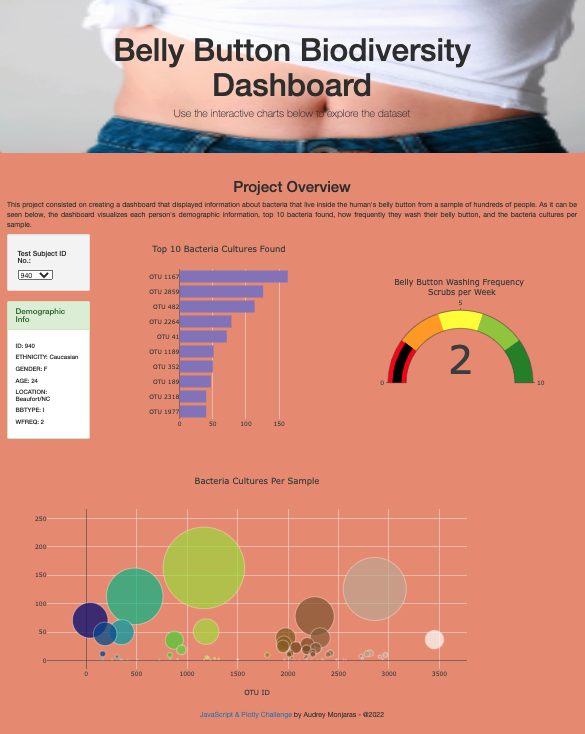 Belly Button Biodiversity
Dashboard
Use the interactive charts below to explore the dataset
Project Overview
This project consisted on creating a dashboard that displayed information about bacteria that live inside the human's belly button from a sample of hundreds of people. As it can be
seen below, the dashboard visualizes each person's demographic information, top 10 bacteria found, how frequently they wash their belly button, and the bacteria cultures per
sample.
Test Subject ID
No.:
940
Demographic
Info
ID: 940
ETHNICITY: Caucasian
GENDER: F
AGE: 24
LOCATION:
Beaufort/NC
BBTYPE: I
WFREQ: 2
Top 10 Bacteria Cultures Found
OTU 1167
OTU 2859
OTU 482
OTU 2264
OTU 41
OTU 1189
OTU 352
OTU 189
OTU 2318
OTU 1977
0 50 100 150
Belly Button Washing Frequency
Scrubs per Week
5
0
2
10
Bacteria Cultures Per Sample
250
200
150
100
50
0
0 500 1000 1500 2000 2500 3000 3500
OTU ID
JavaScript & Plotly Challenge by Audrey Monjaras - @2022